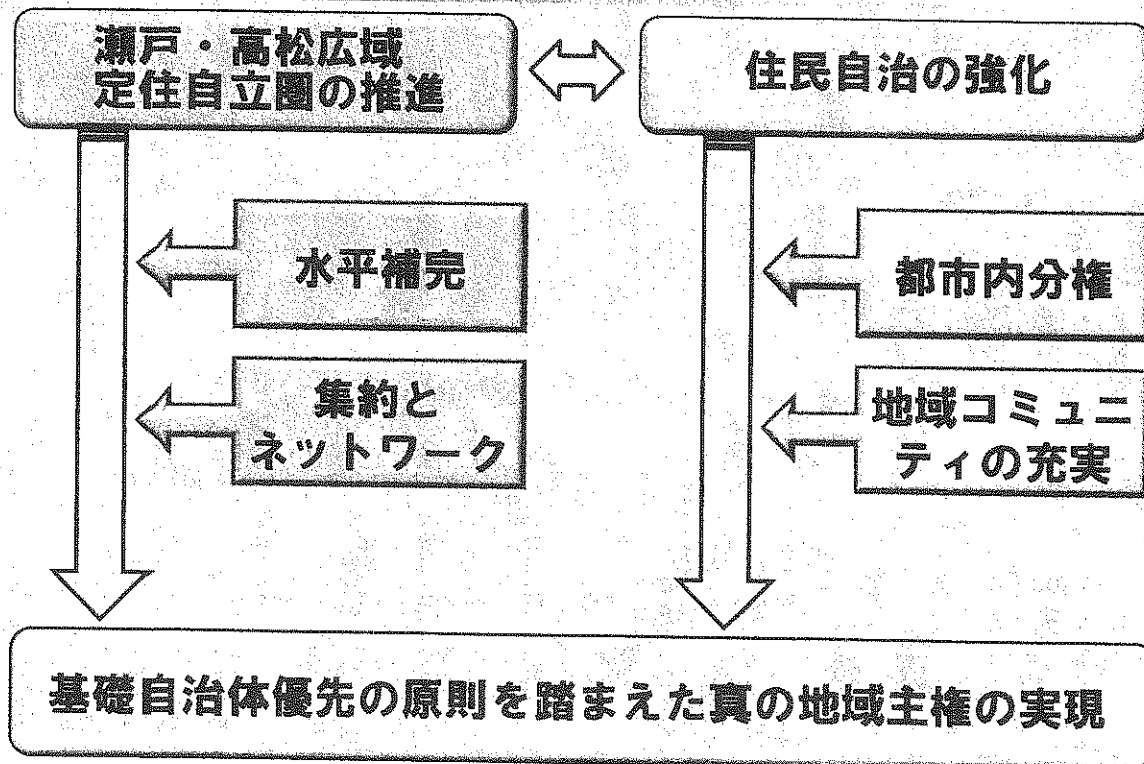 瀬戸・高松広域
定住自立圏の推進
住民自治の強化
水平補完
都市内分権
集約と
ネットワーク
地域コミュニ
ティの充実
基礎自治体優先の原則を踏まえた真の地域主権の実現